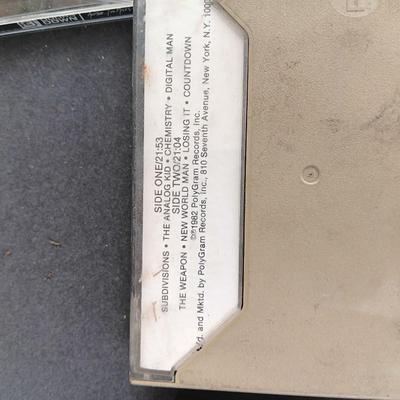 SIDE ONE/21:53
SUBDIVISIONS • THE ANALOG KID • CHEMISTRY • DIGITAL MAN
SIDE TWO/21:04
THE WEAPON • NEW WORLD MAN • LOSING IT • COUNTDOWN
℗©1982 PolyGram Records, Inc.
and Mktd. by PolyGram Records, Inc., 810 Seventh Avenue, New York, N.Y.